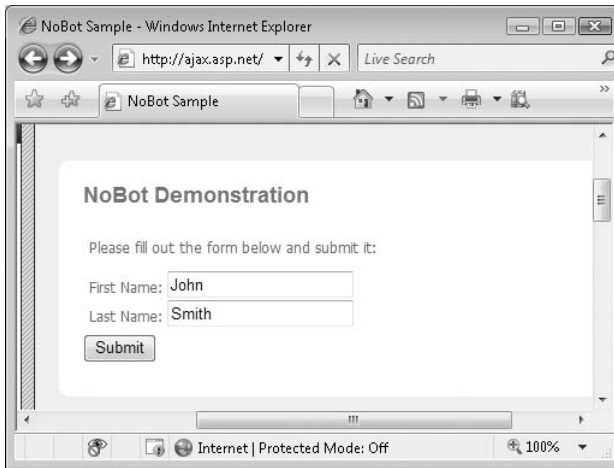 NoBot Sample - Windows Internet Explorer
http://ajax.asp.net/
Live Search
NoBot Sample
»
NoBot Demonstration
Please fill out the form below and submit it:
First Name: John
Last Name: Smith
Submit
Internet | Protected Mode: Off
100%